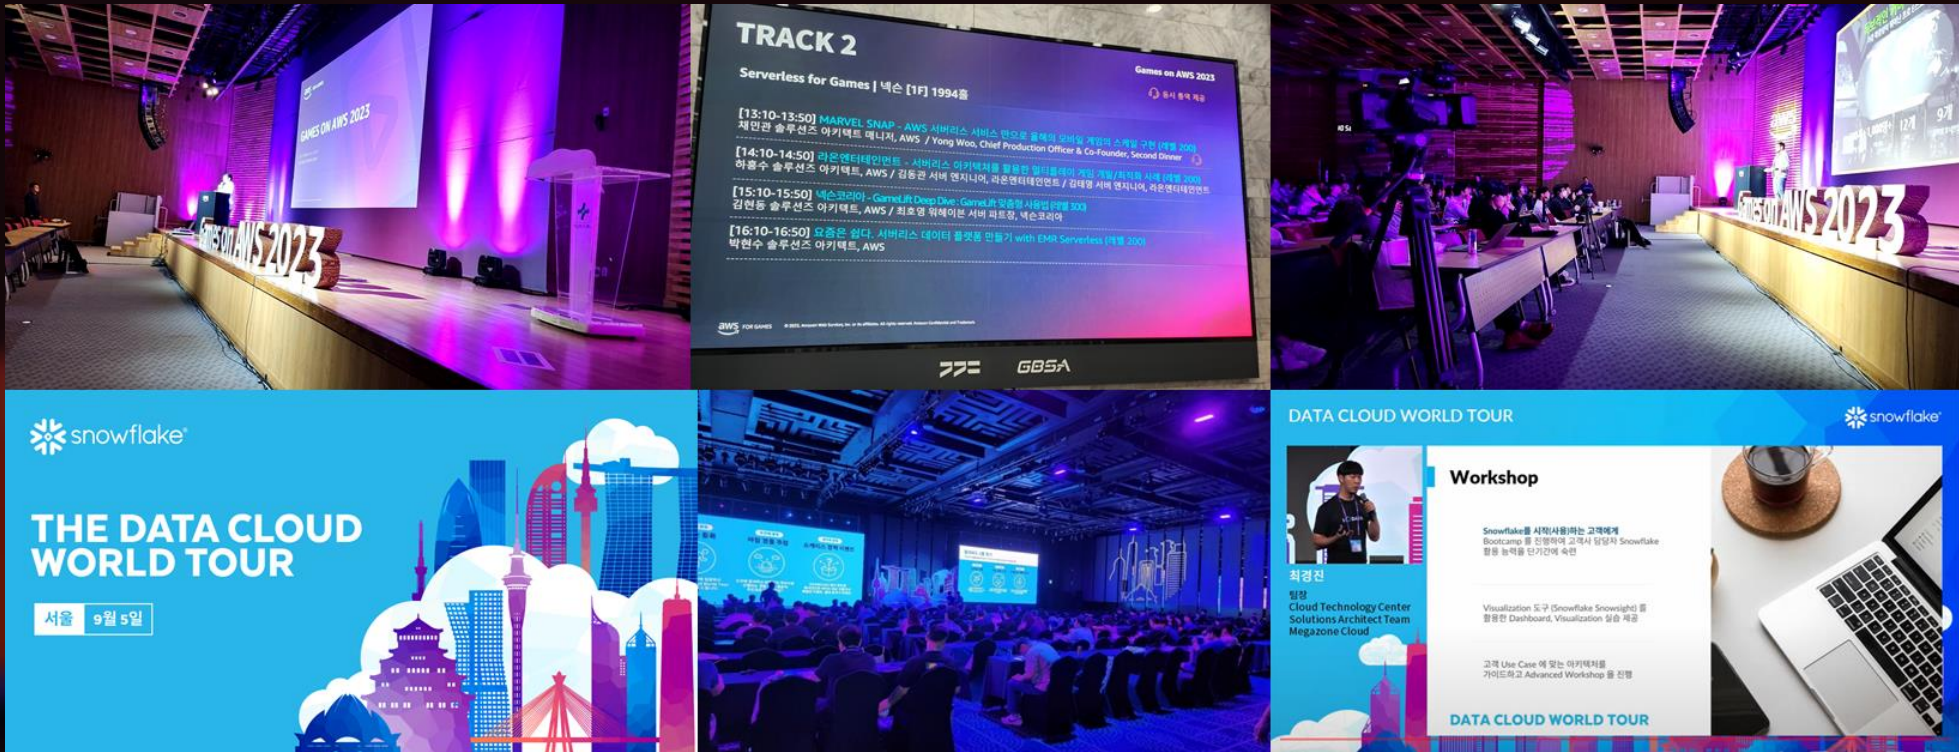 aws
GAMES ON AWS 2023
Games on AWS 2023
TRACK 2
Games on AWS 2023
Serverless for Games | 넥슨 [1F] 1994홀
동시 통역 제공
[13:10-13:50] MARVEL SNAP - AWS 서버리스 서비스 만으로 올해의 모바일 게임의 스케일 구현 (레벨 200)
채민관 솔루션즈 아키텍트 매니저, AWS / Yong Woo, Chief Production Officer & Co-Founder, Second Dinner
[14:10-14:50] 라온엔터테인먼트 - 서버리스 아키텍처를 활용한 멀티플레이 게임 개발/최적화 사례 (레벨 200)
하흥수 솔루션즈 아키텍트, AWS / 김동관 서버 엔지니어, 라온엔터테인먼트 / 김태영 서버 엔지니어, 라온엔터테인먼트
[15:10-15:50] 넥슨코리아 - GameLift Deep Dive : GameLift 맞춤형 사용법 (레벨 300)
김현동 솔루션즈 아키텍트, AWS / 최호영 워헤이븐 서버 파트장, 넥슨코리아
[16:10-16:50] 요즘은 쉽다. 서버리스 데이터 플랫폼 만들기 with EMR Serverless (레벨 200)
박현수 솔루션즈 아키텍트, AWS
aws FOR GAMES
GBSA
12개
9개
Games on AWS 2023
snowflake
THE DATA CLOUD
WORLD TOUR
서울 9월 5일
DATA CLOUD WORLD TOUR
snowflake
최경진
팀장
Cloud Technology Center
Solutions Architect Team
Megazone Cloud
Workshop
Snowflake를 시작(사용)하는 고객에게
Bootcamp 를 진행하여 고객사 담당자 Snowflake
활용 능력을 단기간에 숙련
Visualization 도구 (Snowflake Snowsight) 를
활용한 Dashboard, Visualization 실습 제공
고객 Use Case 에 맞는 아키텍처를
가이드하고 Advanced Workshop 을 진행
DATA CLOUD WORLD TOUR